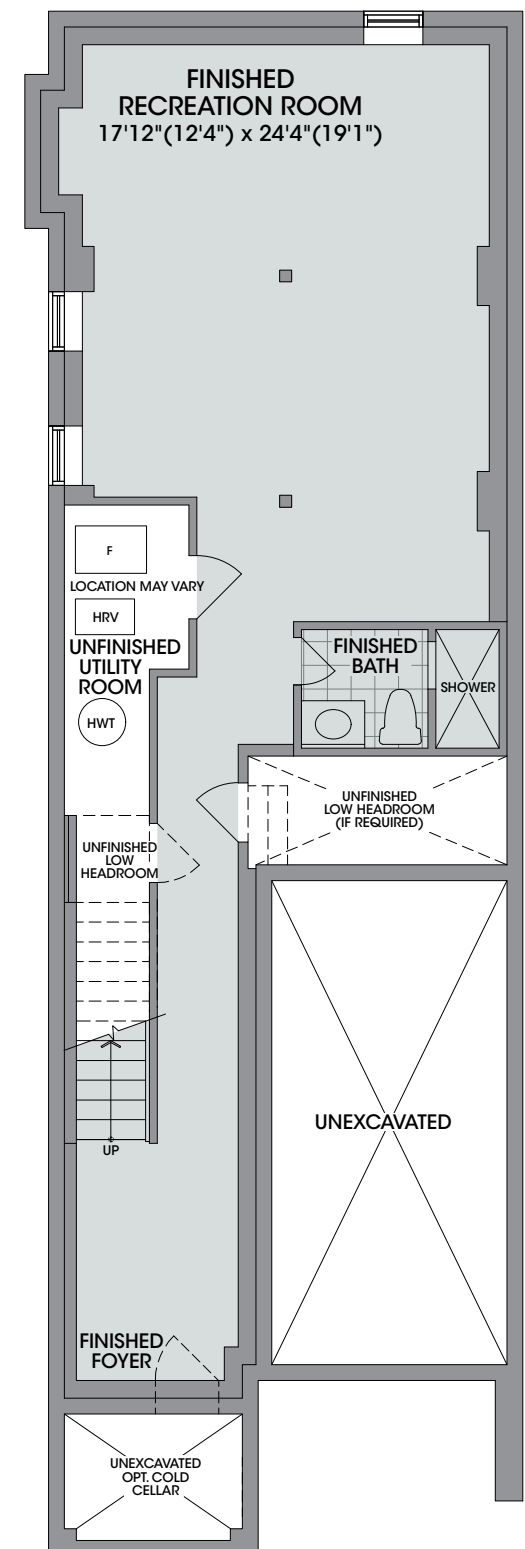 FINISHED
RECREATION ROOM
17'12"(12'4") x 24'4"(19'1")
F
LOCATION MAY VARY
HRV
UNFINISHED
UTILITY
ROOM
HWT
FINISHED
BATH
SHOWER
UNFINISHED
LOW HEADROOM
(IF REQUIRED)
UNFINISHED
LOW
HEADROOM
UP
UNEXCAVATED
FINISHED
FOYER
UNEXCAVATED
OPT. COLD
CELLAR